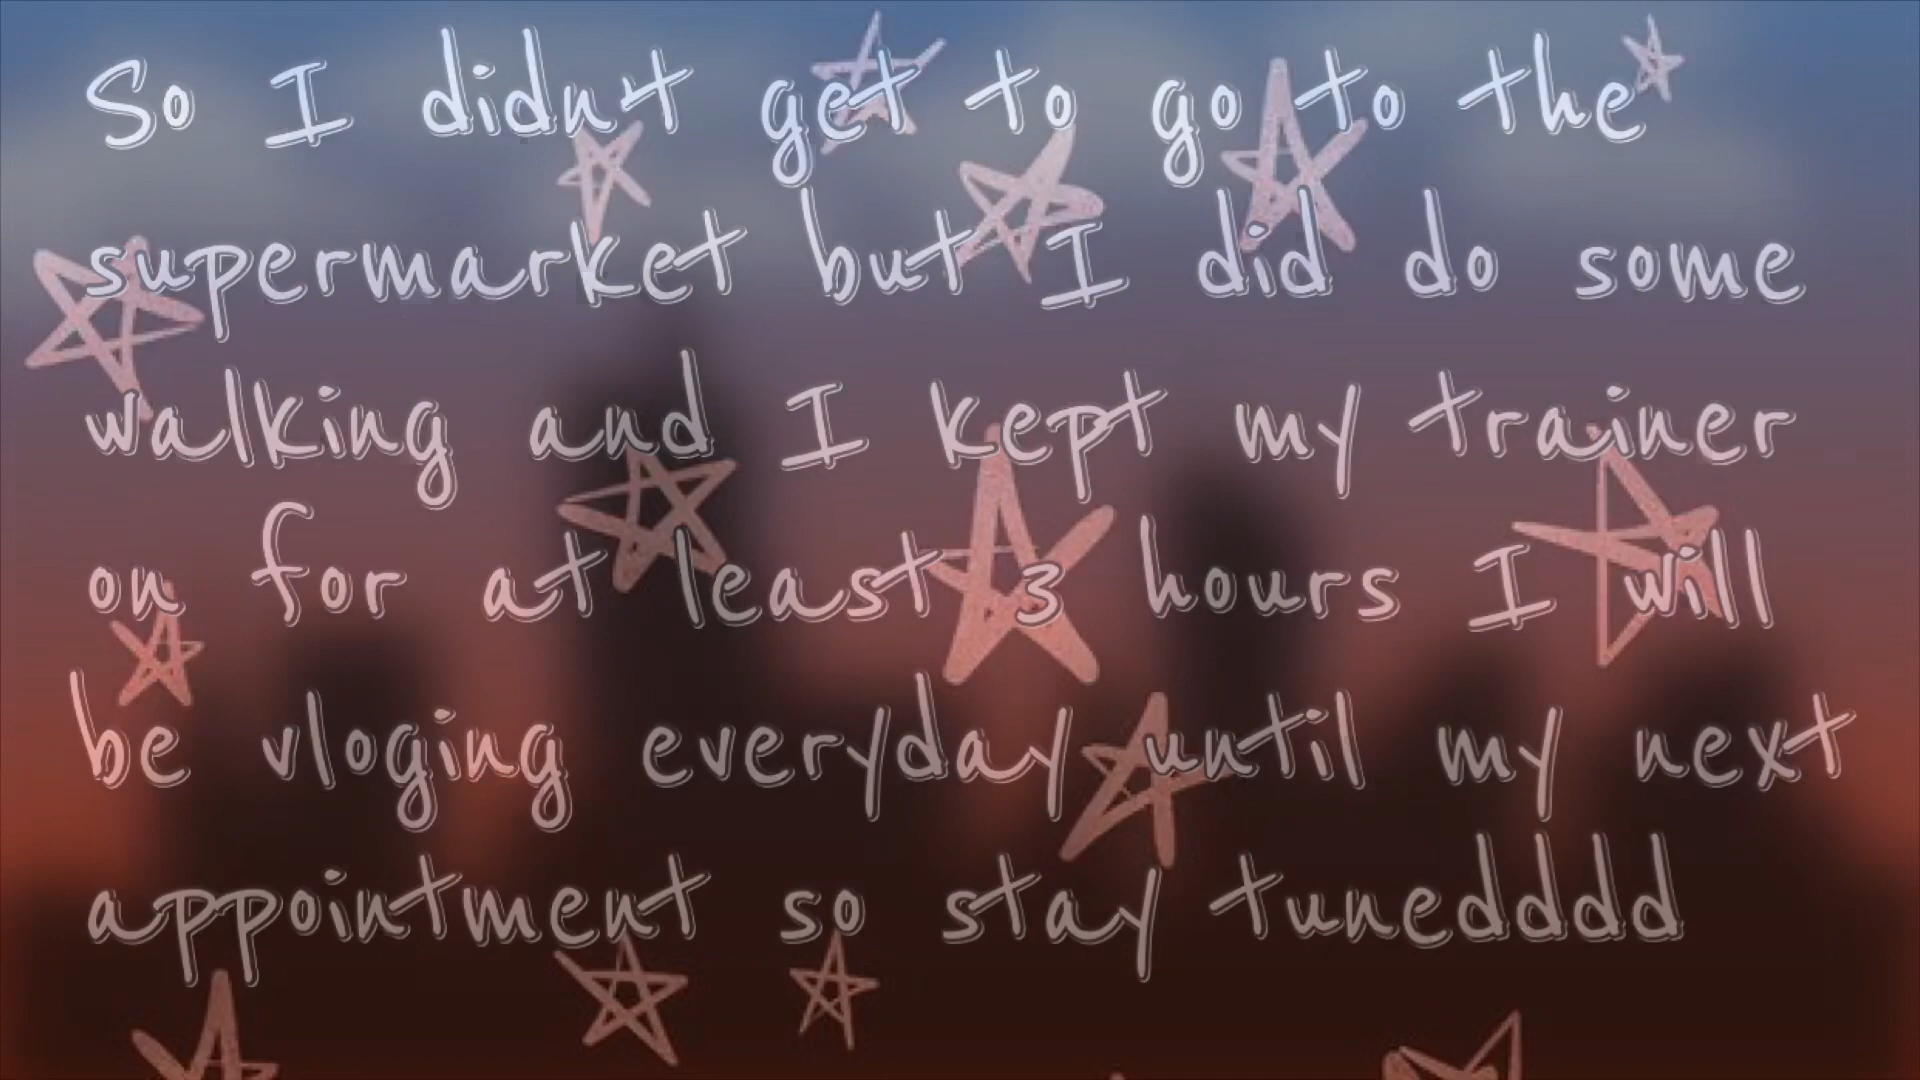 So I didnt get to go to the
supermarket but I did do some
walking and I kept my trainer
on for at least 3 hours I will
be vloging everyday until my next
appointment so stay tunedddd